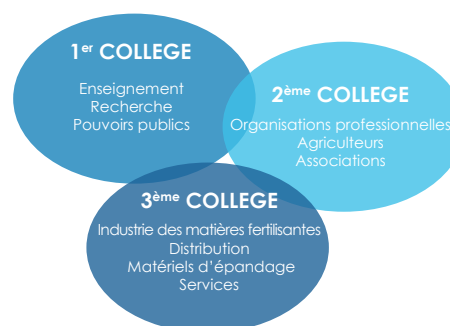 1er COLLEGE
Enseignement
Recherche
Pouvoirs publics
2ème COLLEGE
Organisations professionnelles
Agriculteurs
Associations
3ème COLLEGE
Industrie des matières fertilisantes
Distribution
Matériels d’épandage
Services